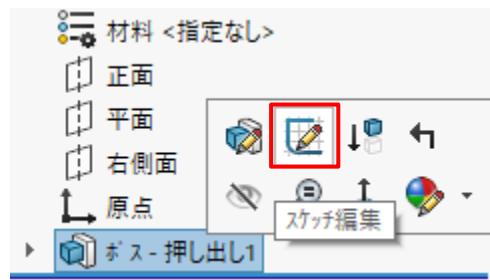 材料 <指定なし>
正面
平面
右側面
原点
スケッチ編集
ボス - 押し出し1